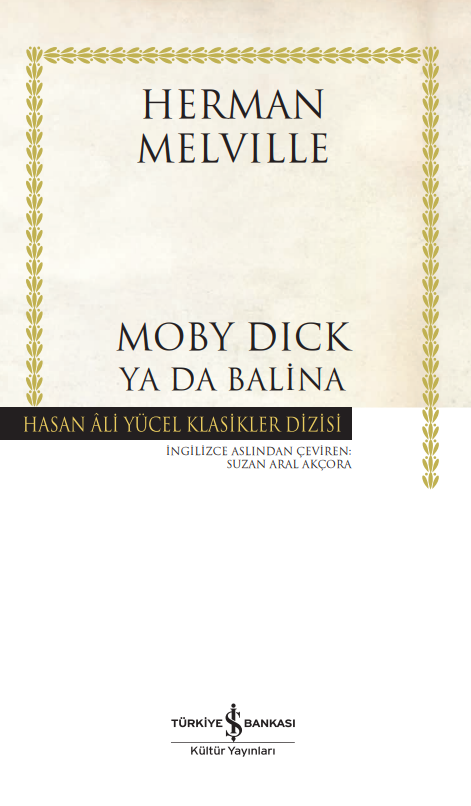 HERMAN
MELVILLE
MOBY DICK
YA DA BALİNA
HASAN ÂLİ YÜCEL KLASİKLER DİZİSİ
İNGİLİZCE ASLINDAN ÇEVİREN:
SUZAN ARAL AKÇORA
TÜRKİYE İŞ BANKASI
Kültür Yayınları